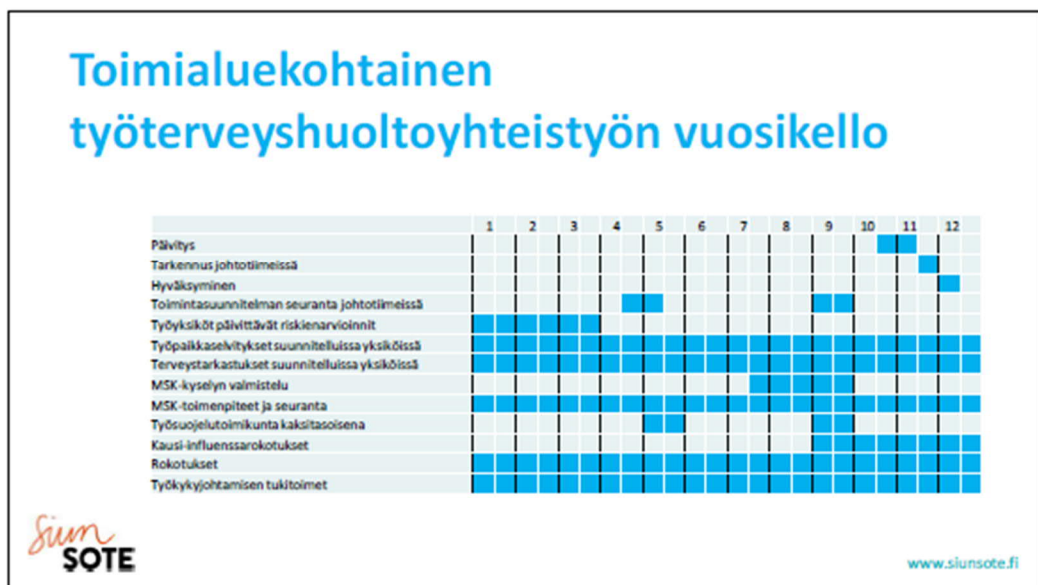 Toimialuekohtainen
työterveyshuoltoyhteistyön vuosikello
1 2 3 4 5 6 7 8 9 10 11 12
Päivitys
Tarkennus johtotiimeissä
Hyväksyminen
Toimintasuunnitelman seuranta johtotiimeissä
Työyksiköt päivittävät riskienarvioinnit
Työpaikkaselvitykset suunnitelluissa yksiköissä
Terveystarkastukset suunnitelluissa yksiköissä
MSK-kyselyn valmistelu
MSK-toimenpiteet ja seuranta
Työsuojelutoimikunta kaksitasoisena
Kausi-influenssarokotukset
Rokotukset
Työkykyjohtamisen tukitoimet
Siun
SOTE
www.siunsote.fi